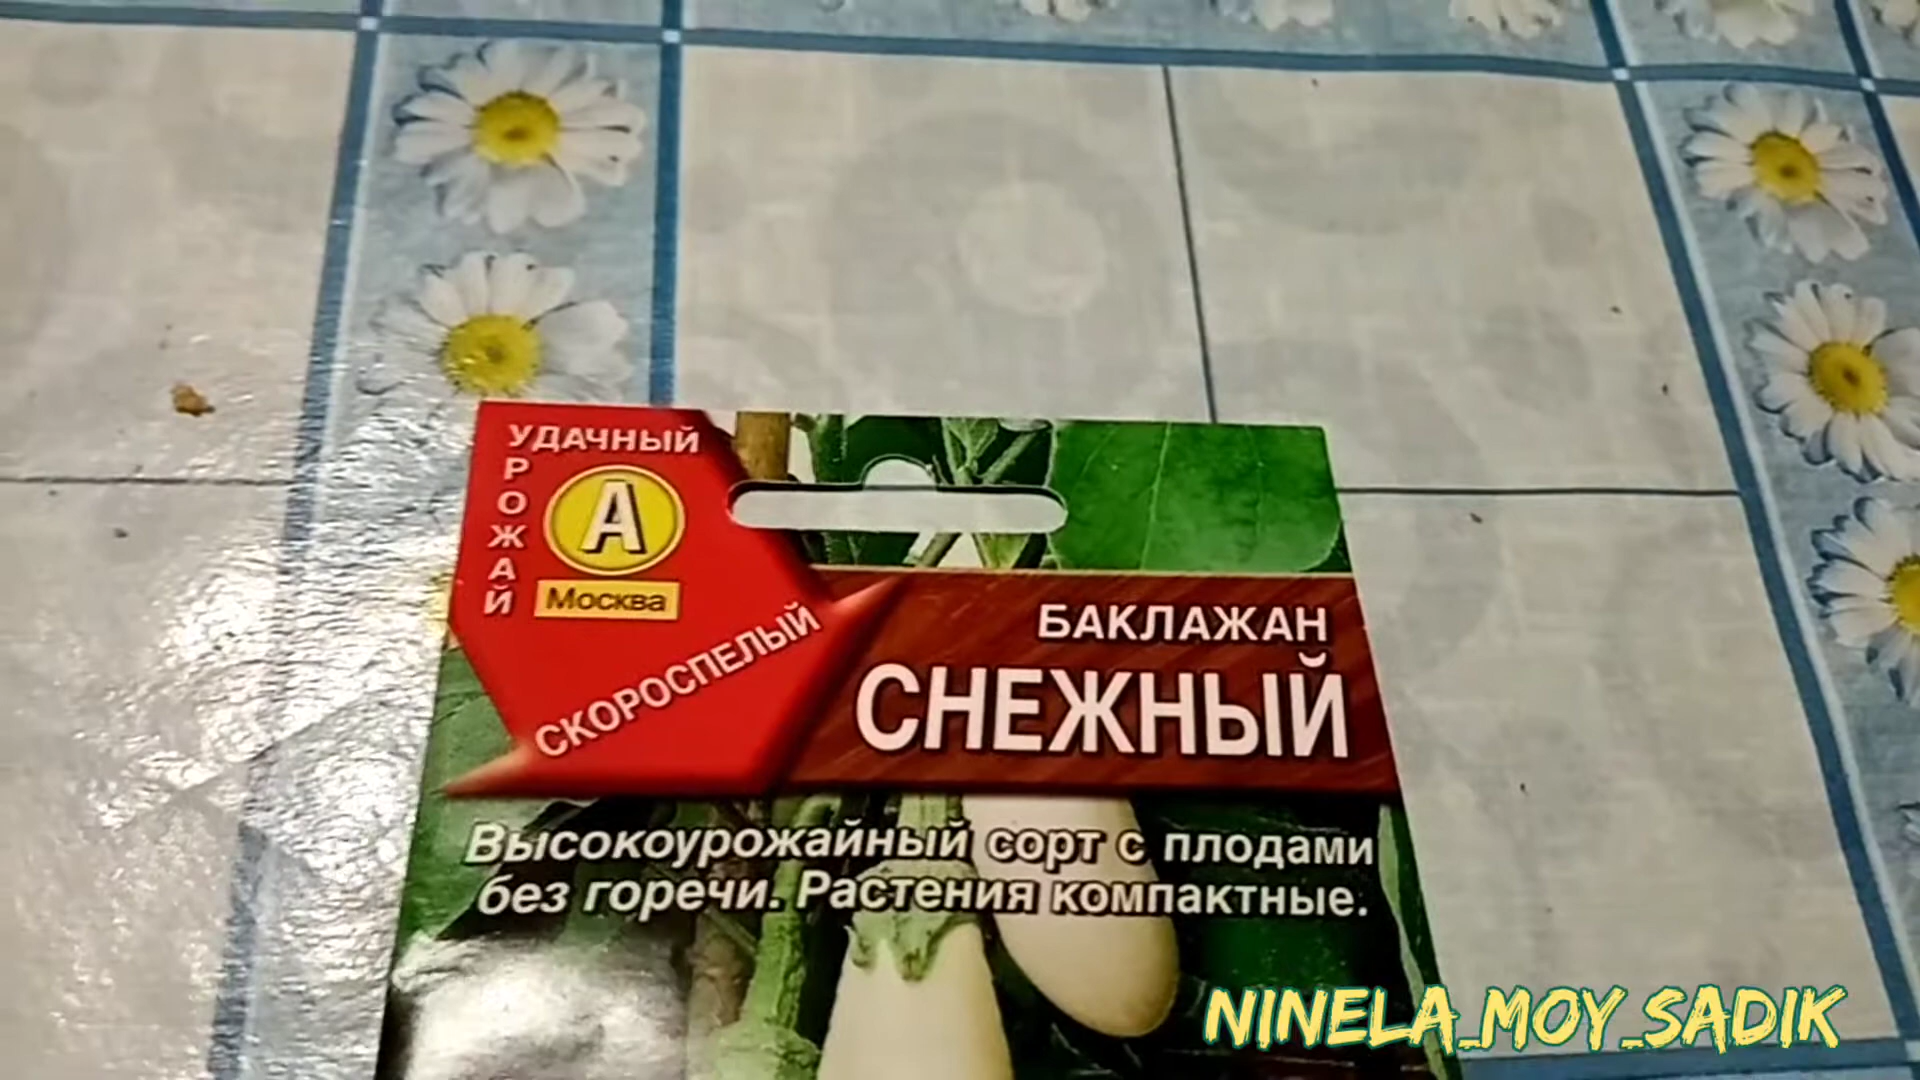 УДАЧНЫЙ
УРОЖАЙ
А
Москва
СКОРОСПЕЛЫЙ
БАКЛАЖАН
СНЕЖНЫЙ
Высокоурожайный сорт с плодами
без горечи. Растения компактные.
NINELA_MOY_SADIK